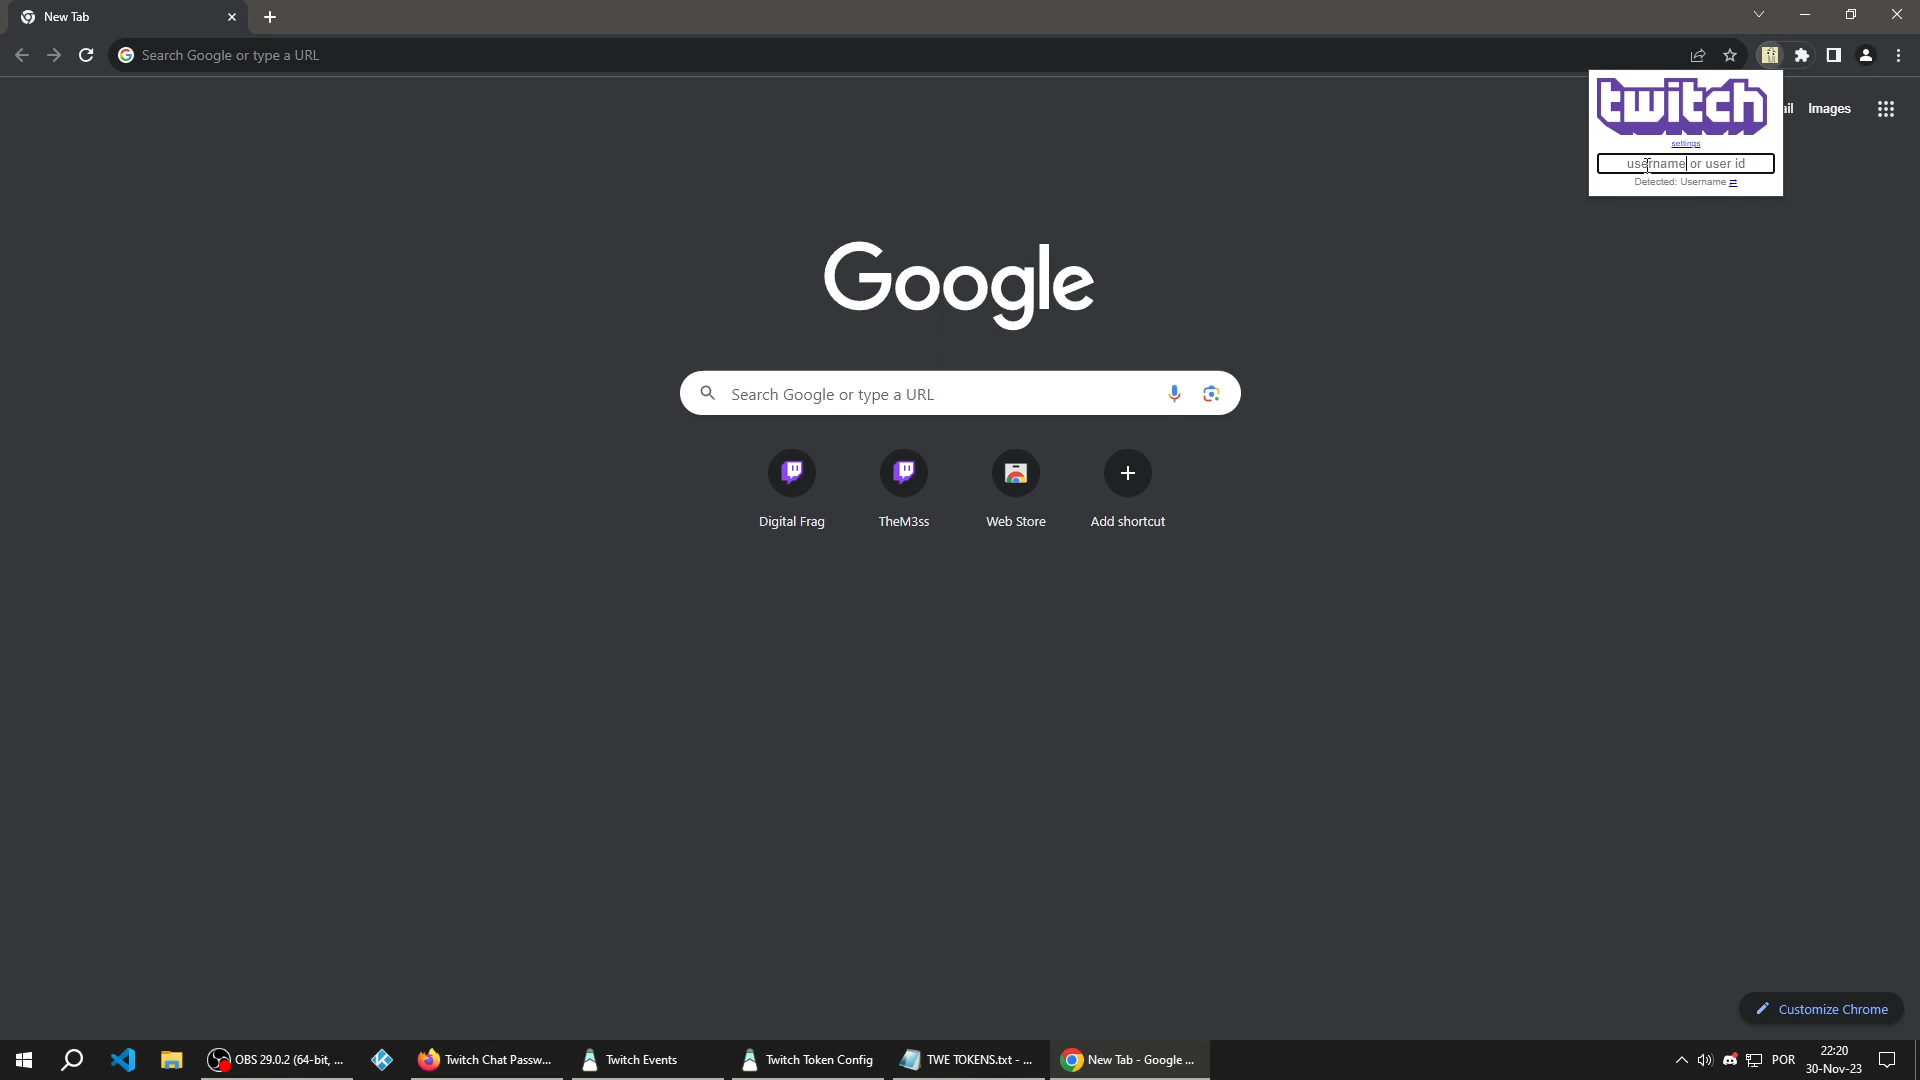 New Tab
Search Google or type a URL
twitch
ail
Images
settings
username or user id
Detected: Username ⇄
Google
Search Google or type a URL
Digital Frag
TheM3ss
Web Store
Add shortcut
Customize Chrome
OBS 29.0.2 (64-bit, ...
Twitch Chat Passw...
Twitch Events
Twitch Token Config
TWE TOKENS.txt - ...
New Tab - Google ...
POR
22:20
30-Nov-23